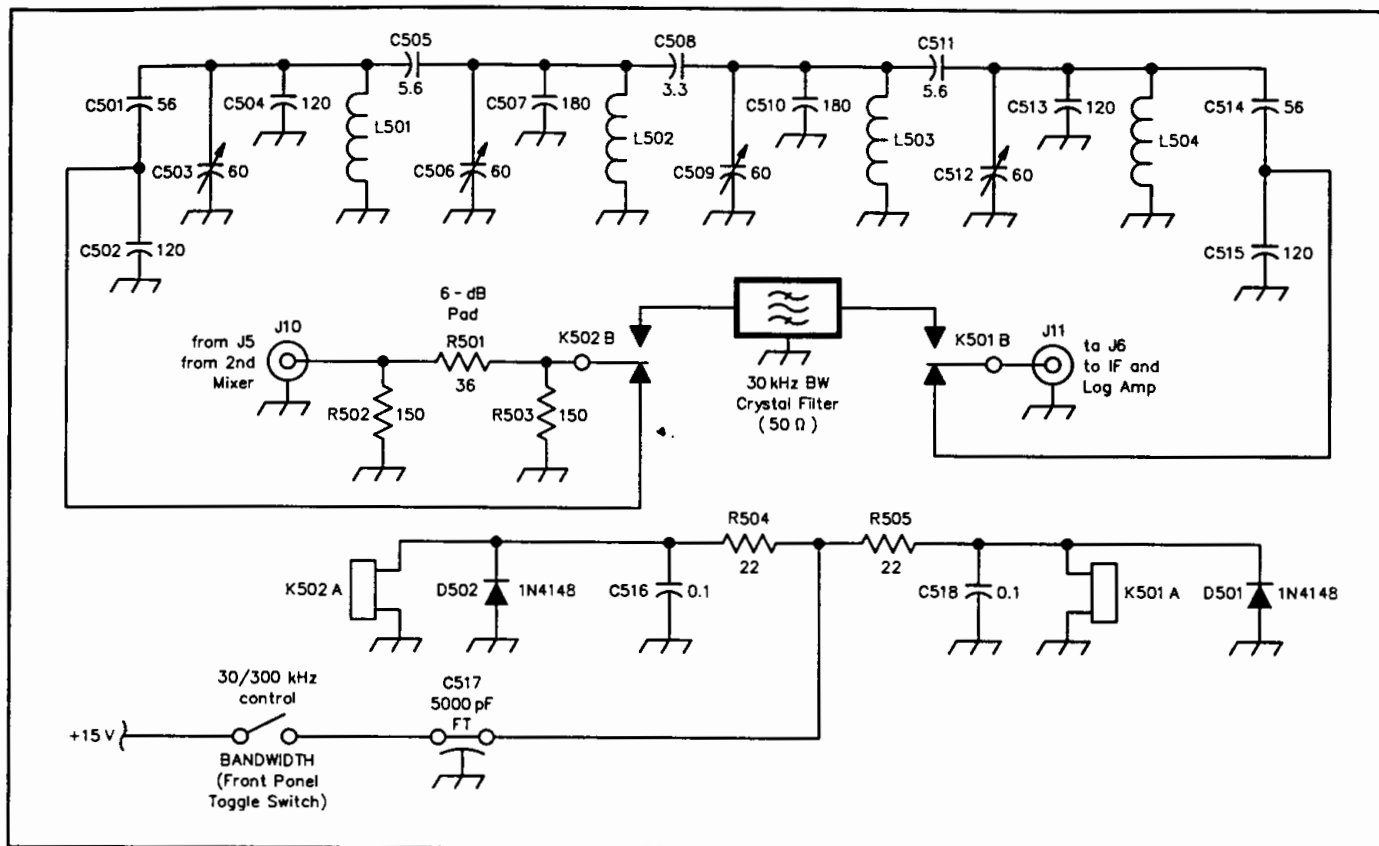 C505
5.6
C508
3.3
C511
5.6
C501
56
C504
120
L501
C507
180
L502
C510
180
L503
C513
120
L504
C514
56
C503
60
C506
60
C509
60
C512
60
C502
120
C515
120
6-dB
Pad
R501
36
J10
from J5
from 2nd
Mixer
R502
150
R503
150
K502 B
30 kHz BW
Crystal Filter
(50 Ω)
K501 B
J11
ta J6
to IF and
Log Amp
R504
22
R505
22
K502 A
D502
1N4148
C516
0.1
C518
0.1
K501 A
D501
1N4148
30/300 kHz
control
C517
5000 pF
FT
+15 V
BANDWIDTH
(Front Panel
Toggle Switch)